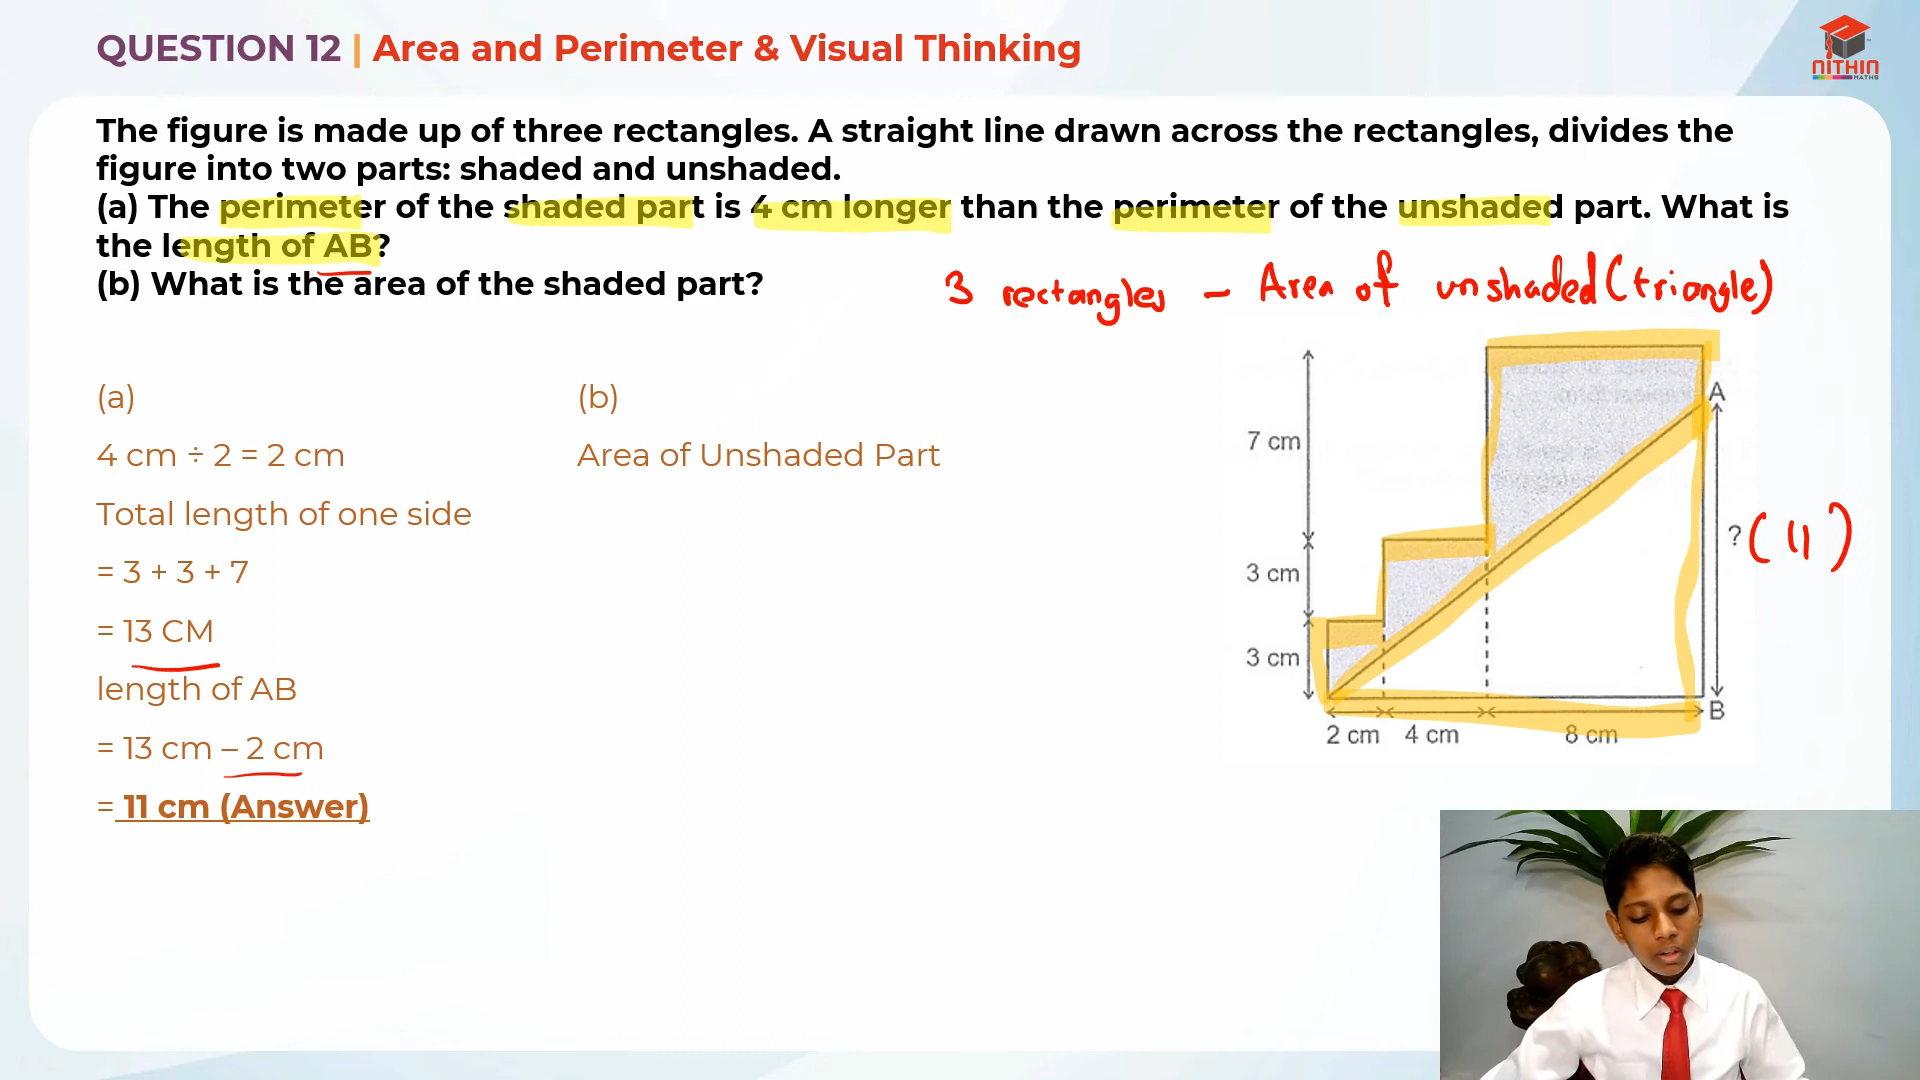 QUESTION 12 | Area and Perimeter & Visual Thinking
NITHIN
MATHS
The figure is made up of three rectangles. A straight line drawn across the rectangles, divides the
figure into two parts: shaded and unshaded.
(a) The perimeter of the shaded part is 4 cm longer than the perimeter of the unshaded part. What is
the length of AB?
(b) What is the area of the shaded part?
3 rectangles – Area of unshaded (triangle)
(a)
4 cm ÷ 2 = 2 cm
Total length of one side
= 3 + 3 + 7
= 13 CM
length of AB
= 13 cm – 2 cm
= 11 cm (Answer)
(b)
Area of Unshaded Part
A
7 cm
? (11)
3 cm
3 cm
B
2 cm 4 cm 8 cm